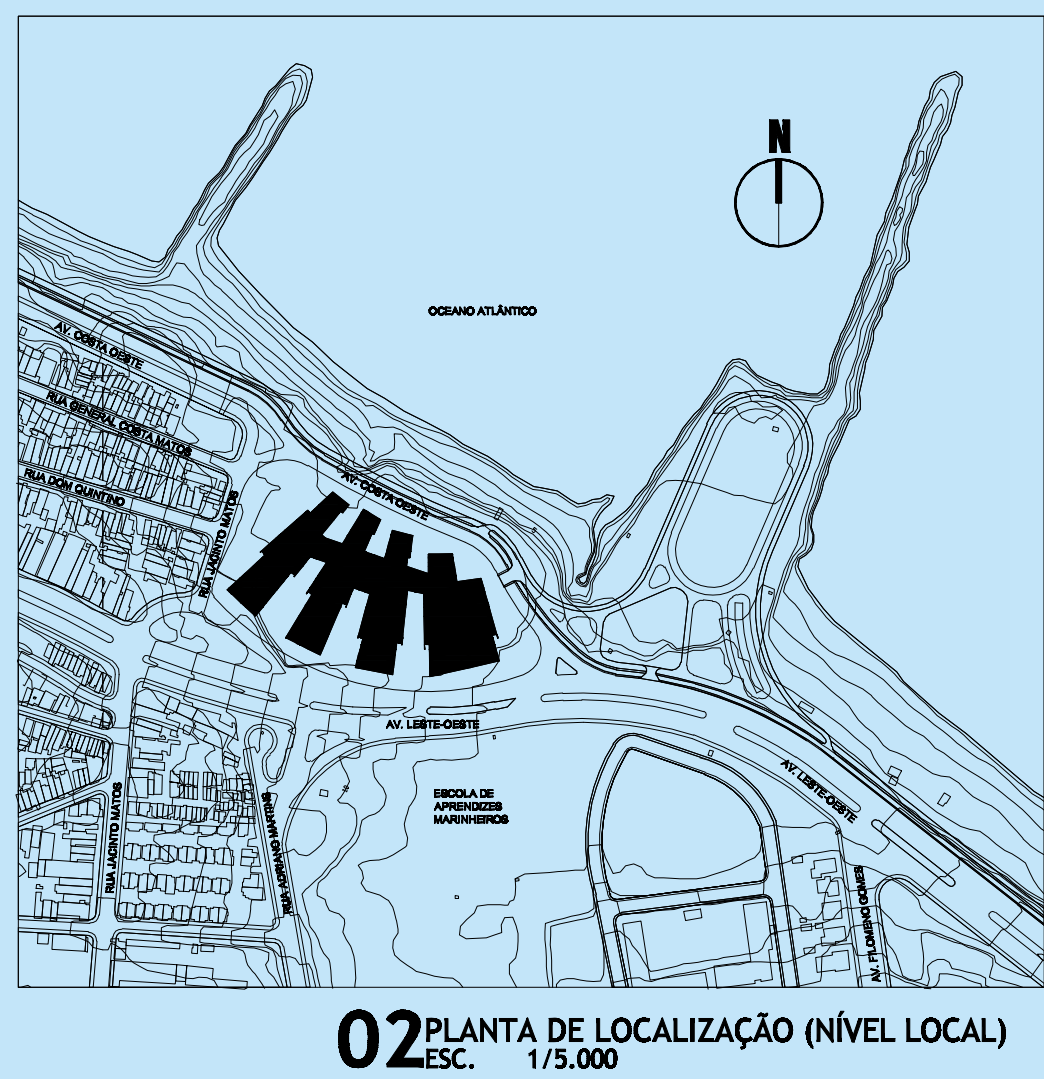 N
OCEANO ATLÂNTICO
AV. COSTA OESTE
RUA GENERAL COSTA MATOS
RUA DOM QUINTINO
RUA JACINTO MATOS
AV. COSTA OESTE
AV. LESTE-OESTE
AV. LESTE-OESTE
ESCOLA DE
APRENDIZES
MARINHEIROS
RUA JACINTO MATOS
RUA ADRIANO MARTINS
AV. FILOMENO GOMES
02 PLANTA DE LOCALIZAÇÃO (NÍVEL LOCAL)
ESC. 1/5.000